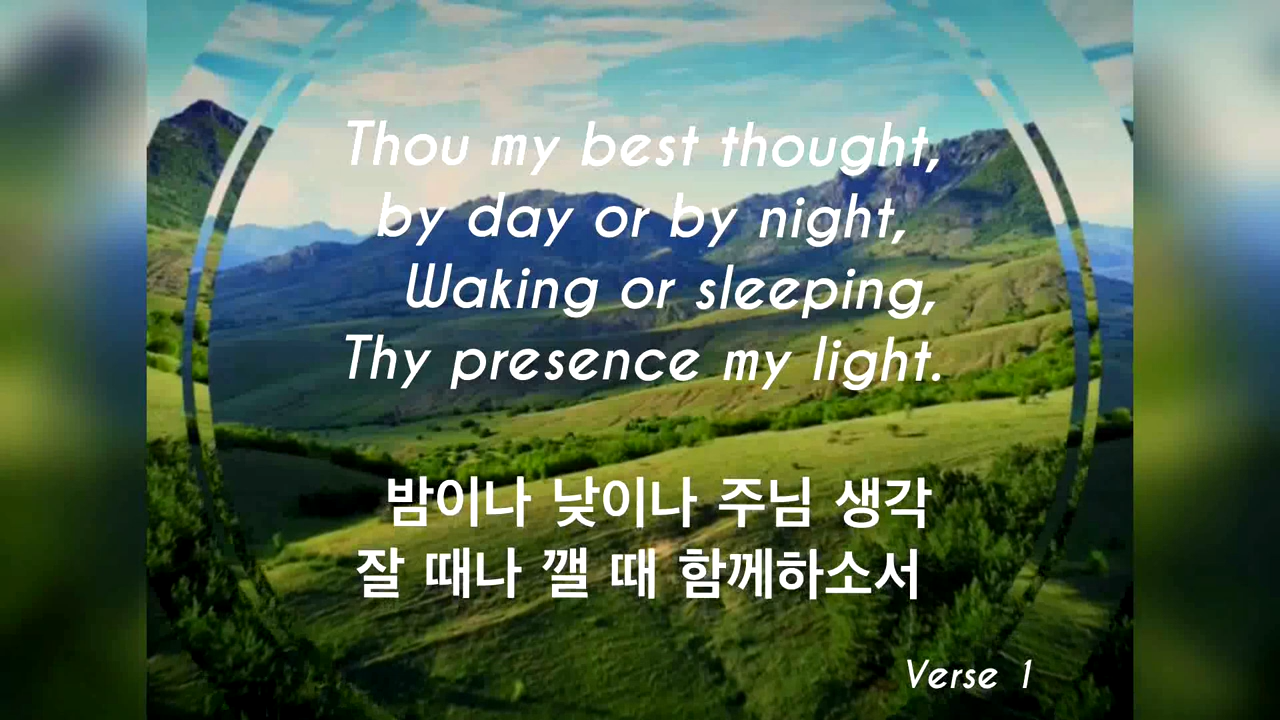 Thou my best thought,
by day or by night,
Waking or sleeping,
Thy presence my light.
밤이나 낮이나 주님 생각
잘 때나 깰 때 함께하소서
Verse 1